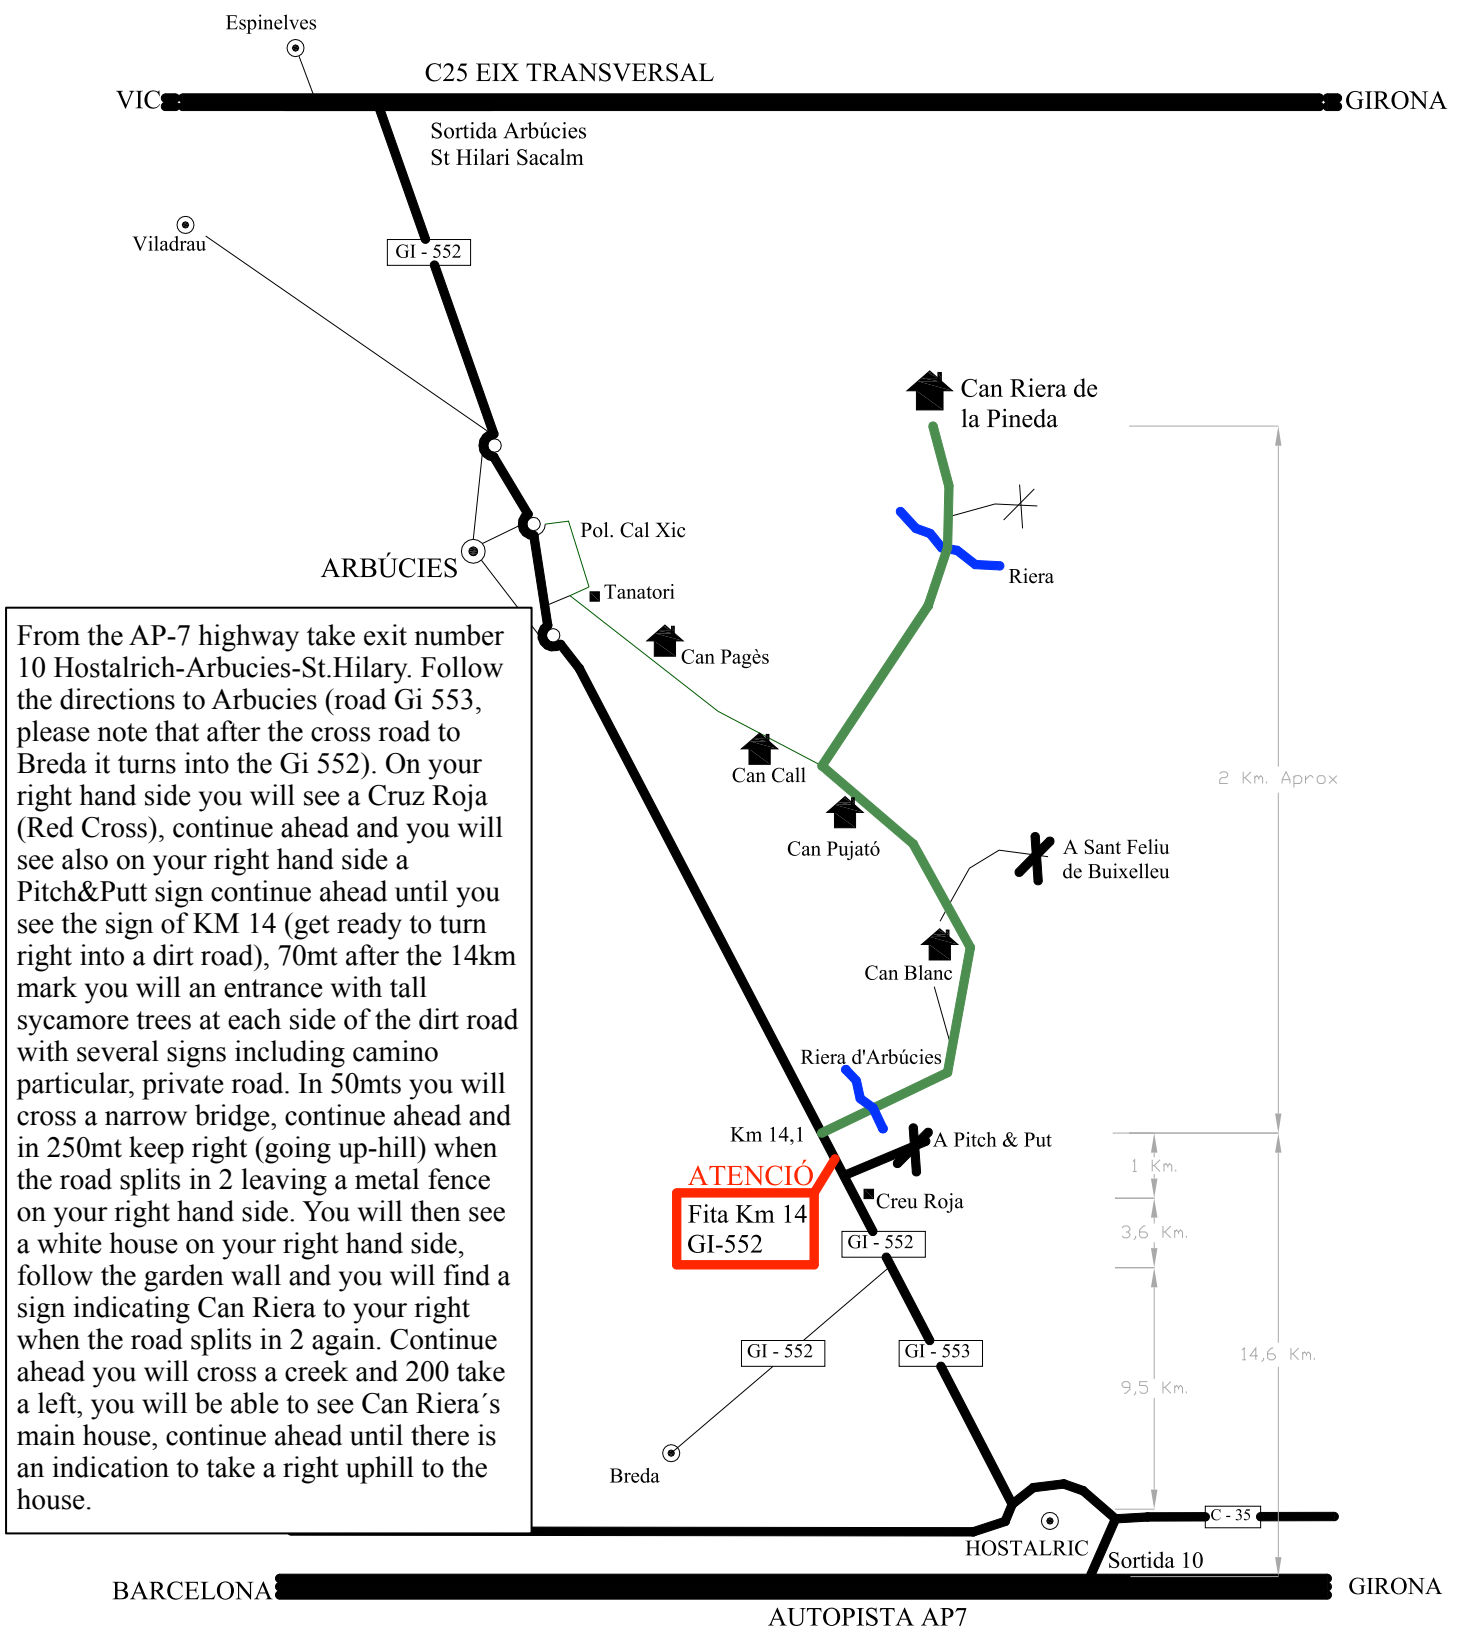 Espinelves
C25 EIX TRANSVERSAL
VIC
GIRONA
Sortida Arbúcies
St Hilari Sacalm
Viladrau
GI - 552
Can Riera de
la Pineda
Pol. Cal Xic
ARBÚCIES
Riera
Tanatori
Can Pagès
Can Call
2 Km. Aprox
Can Pujató
A Sant Feliu
de Buixelleu
Can Blanc
Riera d'Arbúcies
Km 14,1
A Pitch & Put
ATENCIÓ
1 Km.
Creu Roja
Fita Km 14
GI-552
3,6 Km.
GI - 552
GI - 552
GI - 553
14,6 Km.
9,5 Km.
Breda
C - 35
HOSTALRIC
Sortida 10
BARCELONA
GIRONA
AUTOPISTA AP7
From the AP-7 highway take exit number
10 Hostalrich-Arbucies-St.Hilary. Follow
the directions to Arbucies (road Gi 553,
please note that after the cross road to
Breda it turns into the Gi 552). On your
right hand side you will see a Cruz Roja
(Red Cross), continue ahead and you will
see also on your right hand side a
Pitch&Putt sign continue ahead until you
see the sign of KM 14 (get ready to turn
right into a dirt road), 70mt after the 14km
mark you will an entrance with tall
sycamore trees at each side of the dirt road
with several signs including camino
particular, private road. In 50mts you will
cross a narrow bridge, continue ahead and
in 250mt keep right (going up-hill) when
the road splits in 2 leaving a metal fence
on your right hand side. You will then see
a white house on your right hand side,
follow the garden wall and you will find a
sign indicating Can Riera to your right
when the road splits in 2 again. Continue
ahead you will cross a creek and 200 take
a left, you will be able to see Can Riera´s
main house, continue ahead until there is
an indication to take a right uphill to the
house.